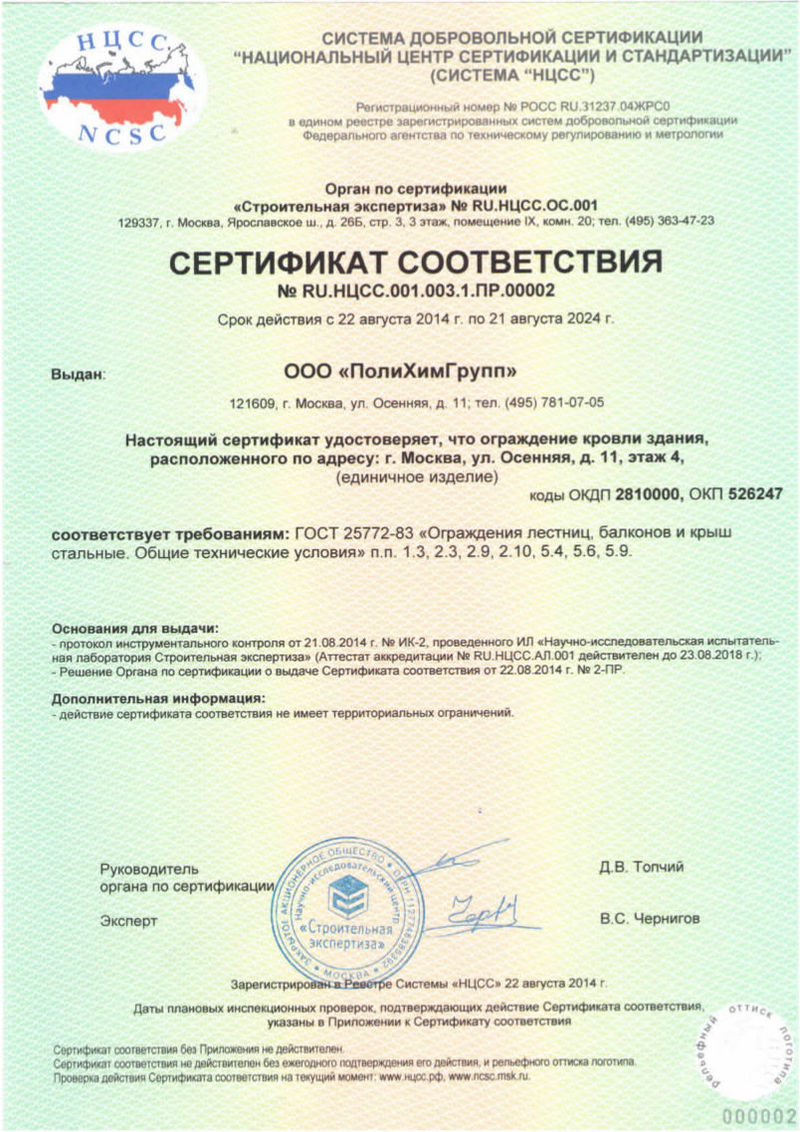 НЦСС
NCSC
СИСТЕМА ДОБРОВОЛЬНОЙ СЕРТИФИКАЦИИ
“НАЦИОНАЛЬНЫЙ ЦЕНТР СЕРТИФИКАЦИИ И СТАНДАРТИЗАЦИИ”
(СИСТЕМА “НЦСС”)
Регистрационный номер № РОСС RU.31237.04ЖРС0
в едином реестре зарегистрированных систем добровольной сертификации
Федерального агентства по техническому регулированию и метрологии
Орган по сертификации
«Строительная экспертиза» № RU.НЦСС.ОС.001
129337, г. Москва, Ярославское ш., д. 26Б, стр. 3, 3 этаж, помещение IX, комн. 20; тел. (495) 363-47-23
СЕРТИФИКАТ СООТВЕТСТВИЯ
№ RU.НЦСС.001.003.1.ПР.00002
Срок действия с 22 августа 2014 г. по 21 августа 2024 г.
Выдан: ООО «ПолиХимГрупп»
121609, г. Москва, ул. Осенняя, д. 11; тел. (495) 781-07-05
Настоящий сертификат удостоверяет, что ограждение кровли здания,
расположенного по адресу: г. Москва, ул. Осенняя, д. 11, этаж 4,
(единичное изделие)
коды ОКДП 2810000, ОКП 526247
соответствует требованиям: ГОСТ 25772-83 «Ограждения лестниц, балконов и крыш
стальные. Общие технические условия» п.п. 1.3, 2.3, 2.9, 2.10, 5.4, 5.6, 5.9.
Основания для выдачи:
- протокол инструментального контроля от 21.08.2014 г. № ИК-2, проведенного ИЛ «Научно-исследовательская испытатель-
ная лаборатория Строительная экспертиза» (Аттестат аккредитации № RU.НЦСС.АЛ.001 действителен до 23.08.2018 г.);
- Решение Органа по сертификации о выдаче Сертификата соответствия от 22.08.2014 г. № 2-ПР.
Дополнительная информация:
- действие сертификата соответствия не имеет территориальных ограничений.
Руководитель
органа по сертификации
Д.В. Топчий
Эксперт
В.С. Чернигов
ЗАКРЫТОЕ АКЦИОНЕРНОЕ ОБЩЕСТВО
Научно-исследовательский центр
«Строительная
экспертиза»
МОСКВА
Зарегистрирован в Реестре Системы «НЦСС» 22 августа 2014 г.
Даты плановых инспекционных проверок, подтверждающих действие Сертификата соответствия,
указаны в Приложении к Сертификату соответствия
Сертификат соответствия без Приложения не действителен.
Сертификат соответствия не действителен без ежегодного подтверждения его действия, и рельефного оттиска логотипа.
Проверка действия Сертификата соответствия на текущий момент: www.нцсс.рф, www.ncsc.msk.ru.
рельефный оттиск логотипа
000002